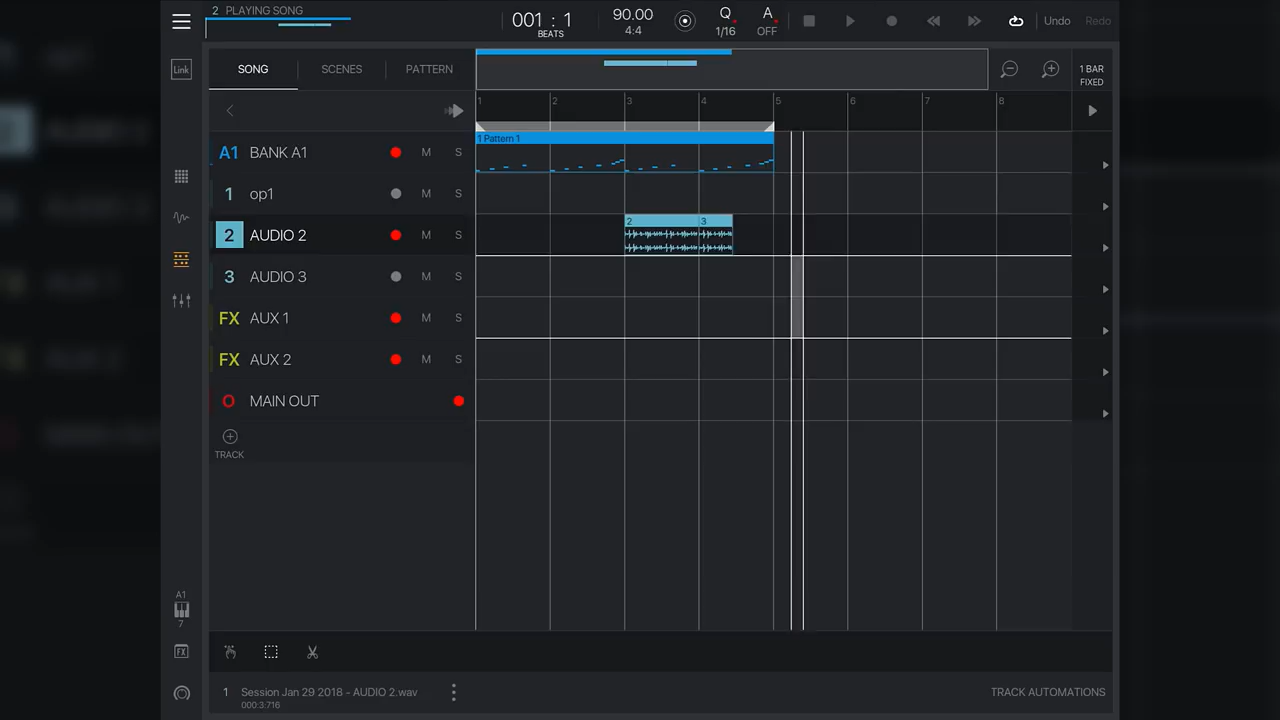 2 PLAYING SONG
001 : 1
BEATS
90.00
4:4
Q
1/16
A
OFF
Undo
Redo
Link
SONG
SCENES
PATTERN
1 BAR
FIXED
1 2 3 4 5 6 7 8
1 Pattern 1
A1 BANK A1 M S
1 op1 M S
2 AUDIO 2 M S
2 3
3 AUDIO 3 M S
FX AUX 1 M S
FX AUX 2 M S
O MAIN OUT
TRACK
A1
7
FX
1 Session Jan 29 2018 - AUDIO 2.wav
000:3:716
TRACK AUTOMATIONS